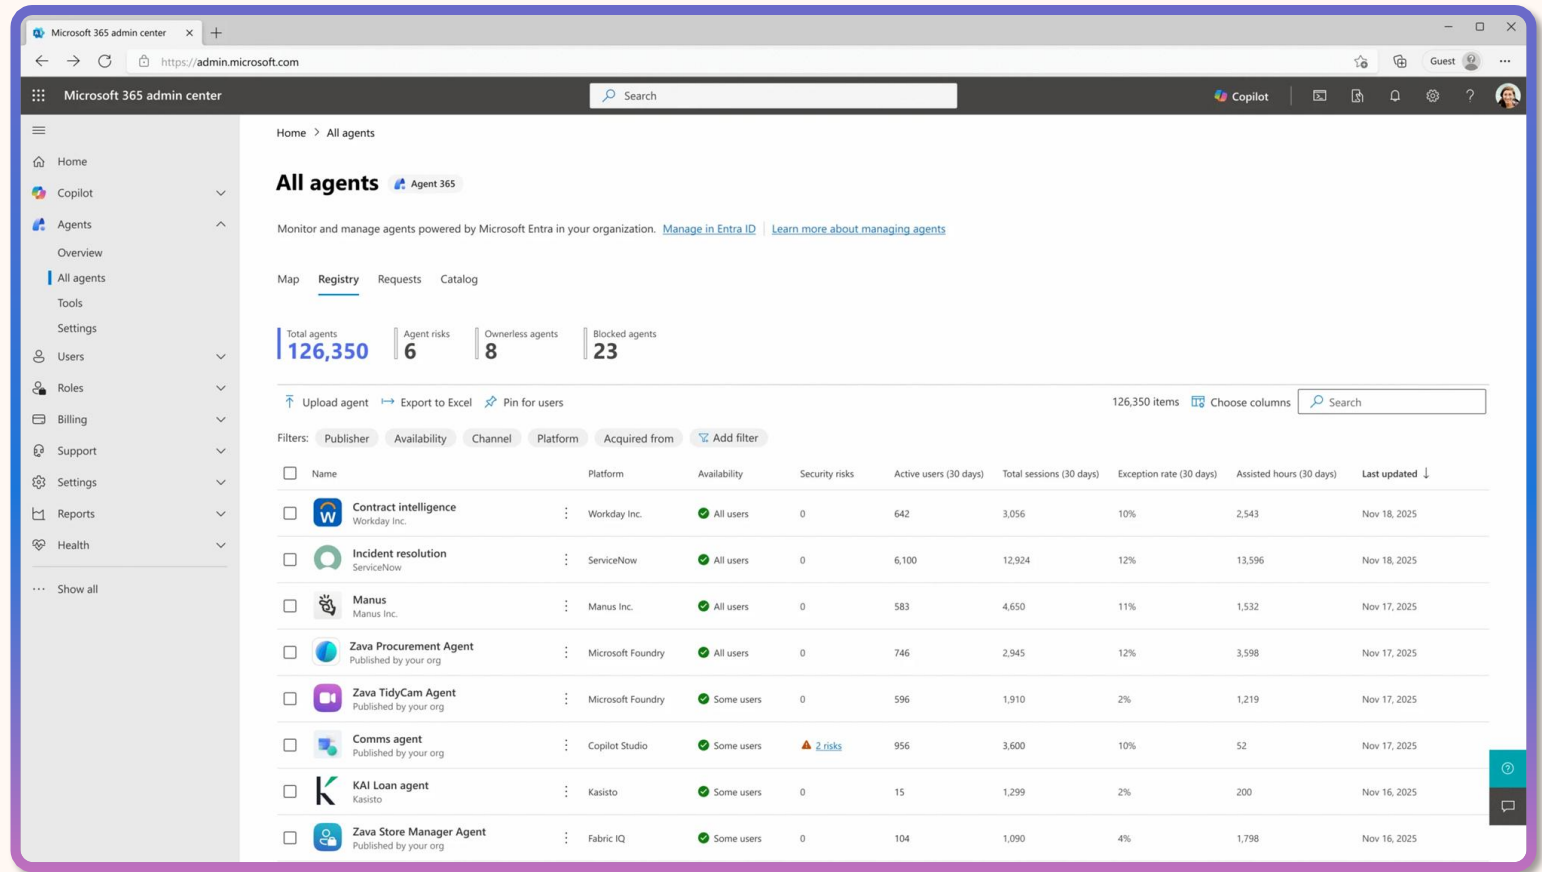 Microsoft 365 admin center
https://admin.microsoft.com
Guest
Microsoft 365 admin center
Search
Copilot
Home
Copilot
Agents
Overview
All agents
Tools
Settings
Users
Roles
Billing
Support
Settings
Reports
Health
Show all
Home > All agents
All agents Agent 365
Monitor and manage agents powered by Microsoft Entra in your organization. Manage in Entra ID | Learn more about managing agents
Map Registry Requests Catalog
Total agents Agent risks Ownerless agents Blocked agents
126,350 6 8 23
Upload agent Export to Excel Pin for users 126,350 items Choose columns Search
Filters: Publisher Availability Channel Platform Acquired from Add filter
Name Platform Availability Security risks Active users (30 days) Total sessions (30 days) Exception rate (30 days) Assisted hours (30 days) Last updated ↓
Contract intelligence
Workday Inc.
Workday Inc. All users 0 642 3,056 10% 2,543 Nov 18, 2025
Incident resolution
ServiceNow
ServiceNow All users 0 6,100 12,924 12% 13,596 Nov 18, 2025
Manus
Manus Inc.
Manus Inc. All users 0 583 4,650 11% 1,532 Nov 17, 2025
Zava Procurement Agent
Published by your org
Microsoft Foundry All users 0 746 2,945 12% 3,598 Nov 17, 2025
Zava TidyCam Agent
Published by your org
Microsoft Foundry Some users 0 596 1,910 2% 1,219 Nov 17, 2025
Comms agent
Published by your org
Copilot Studio Some users 2 risks 956 3,600 10% 52 Nov 17, 2025
KAI Loan agent
Kasisto
Kasisto Some users 0 15 1,299 2% 200 Nov 16, 2025
Zava Store Manager Agent
Published by your org
Fabric IQ Some users 0 104 1,090 4% 1,798 Nov 16, 2025